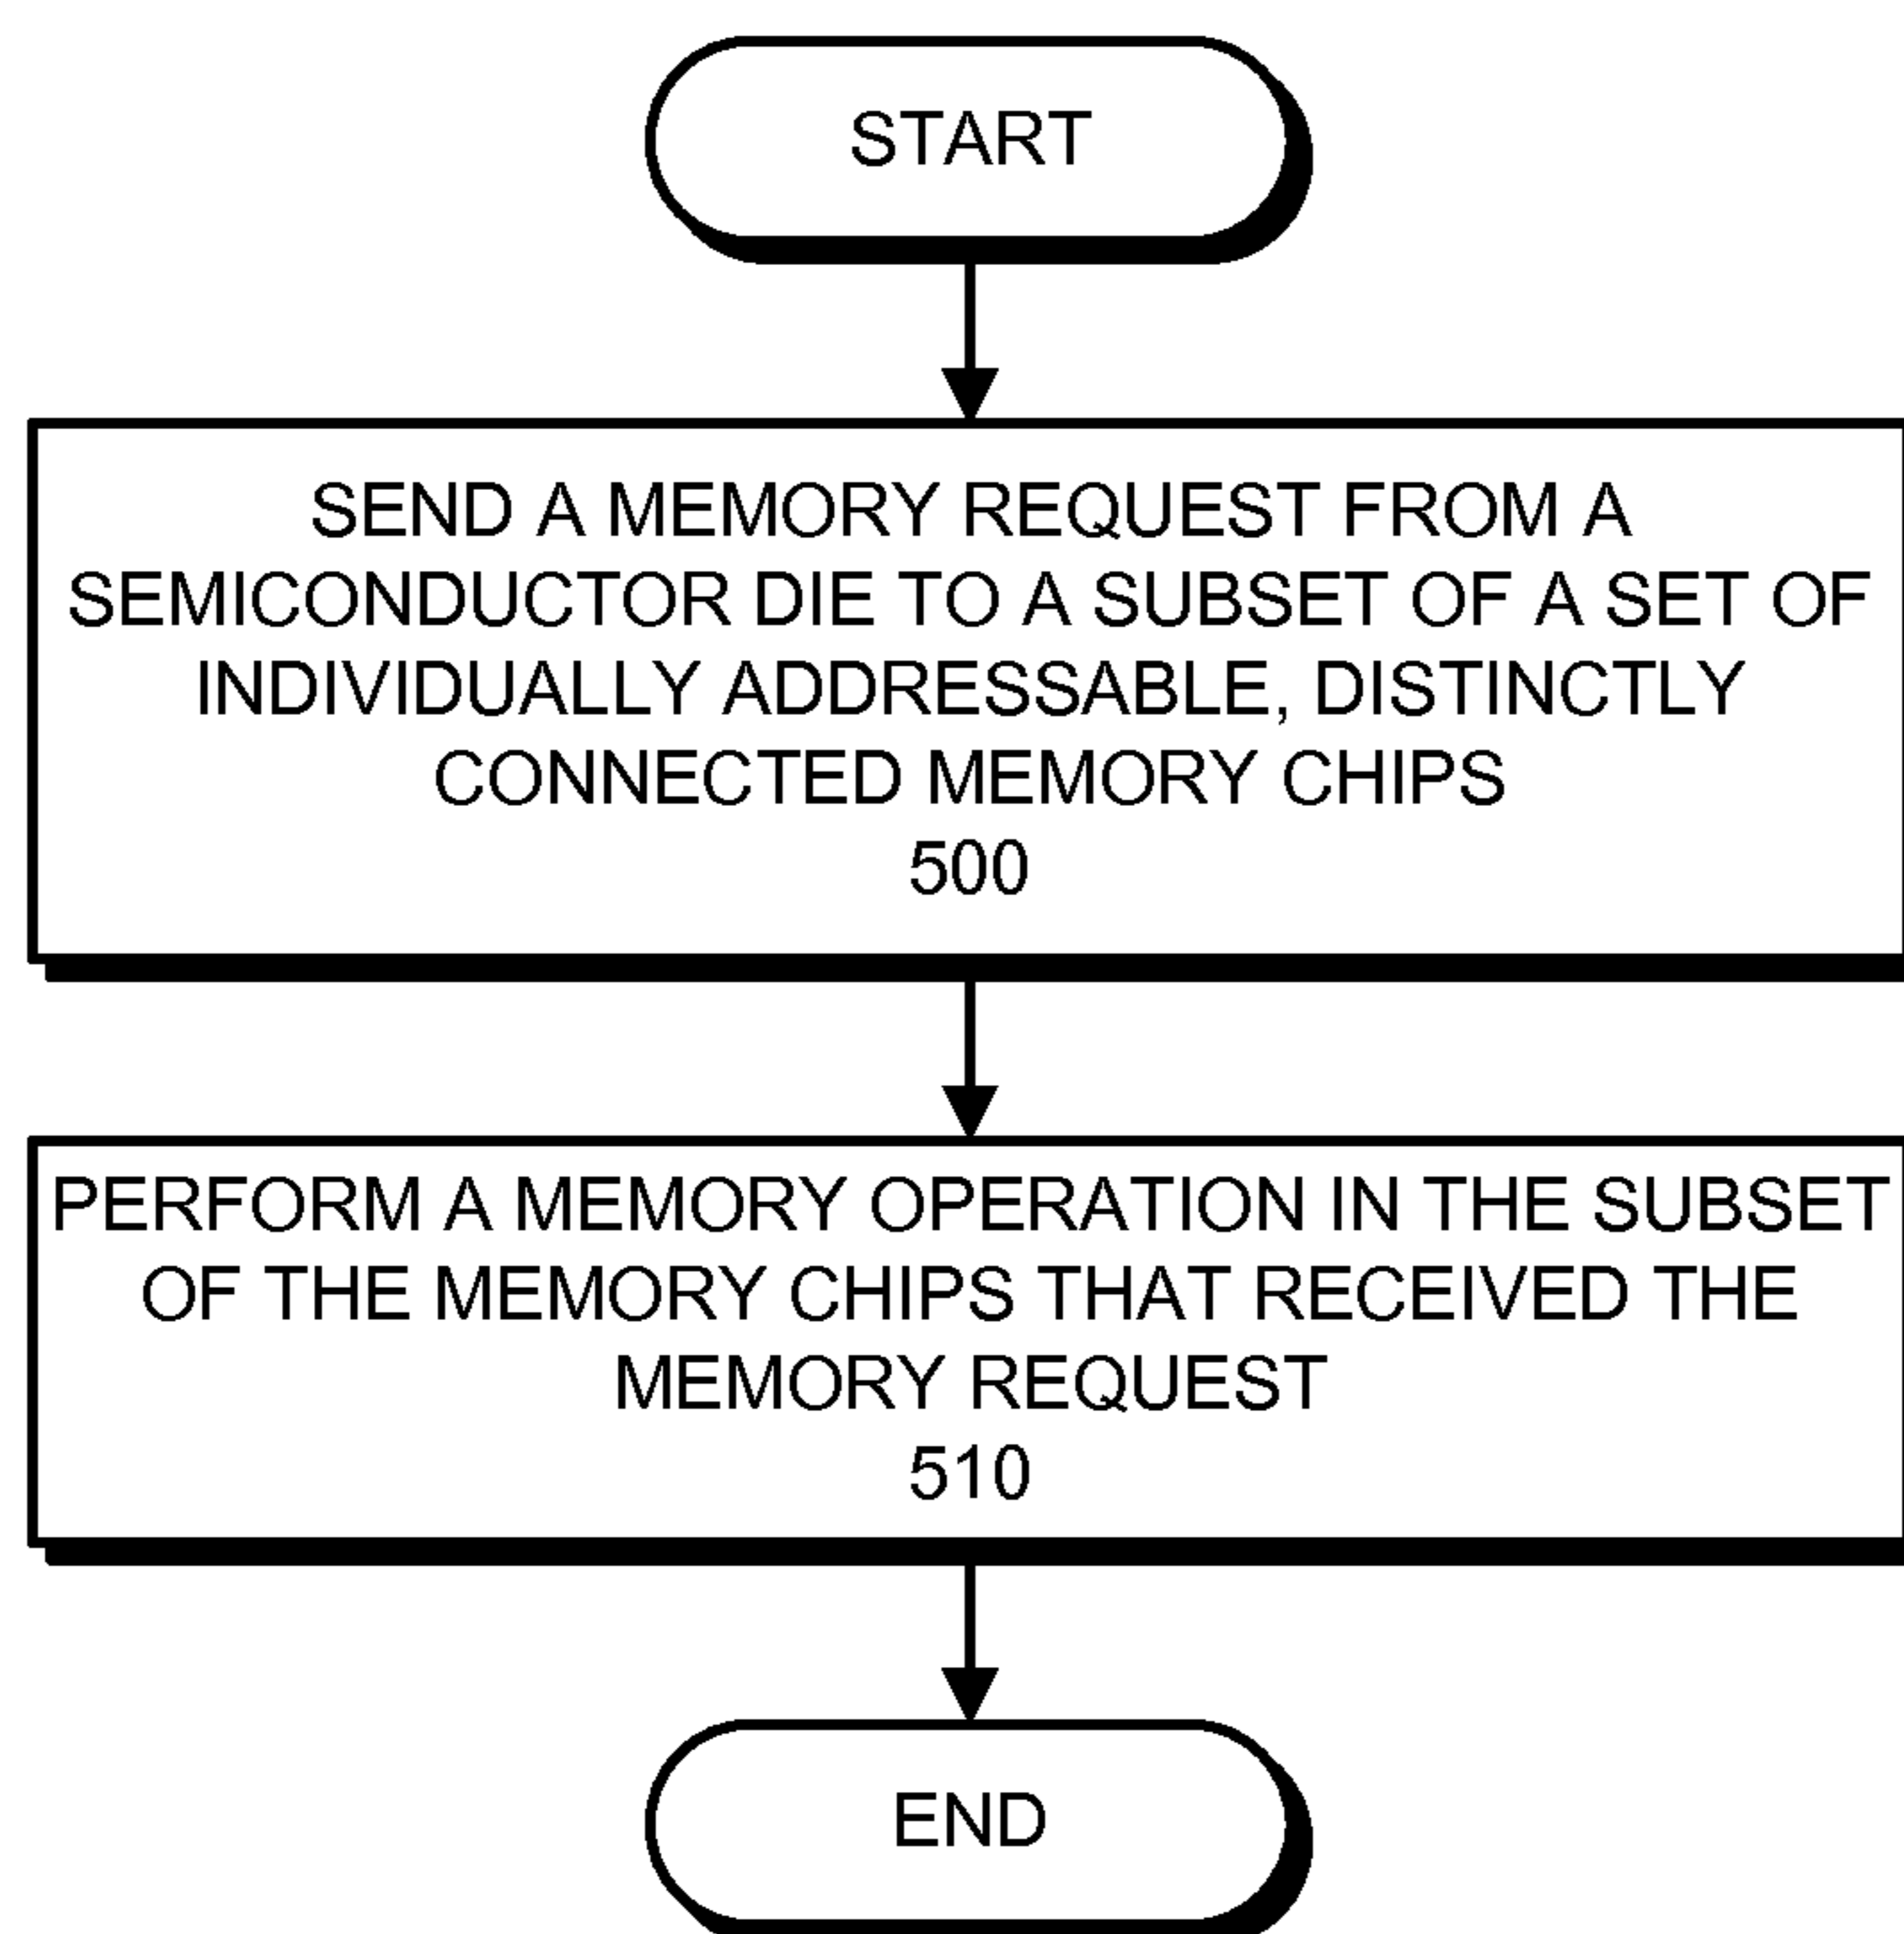 START
SEND A MEMORY REQUEST FROM A
SEMICONDUCTOR DIE TO A SUBSET OF A SET OF
INDIVIDUALLY ADDRESSABLE, DISTINCTLY
CONNECTED MEMORY CHIPS
500
PERFORM A MEMORY OPERATION IN THE SUBSET
OF THE MEMORY CHIPS THAT RECEIVED THE
MEMORY REQUEST
510
END